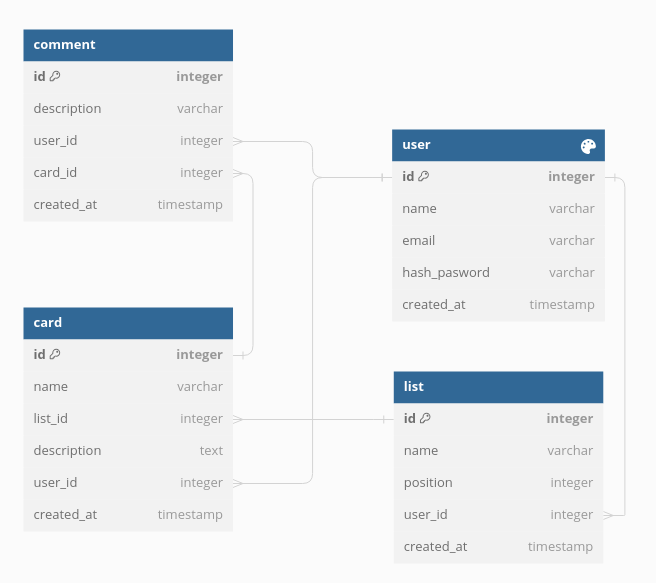 comment
id integer
description varchar
user_id integer
card_id integer
created_at timestamp
user
id integer
name varchar
email varchar
hash_pasword varchar
created_at timestamp
card
id integer
name varchar
list_id integer
description text
user_id integer
created_at timestamp
list
id integer
name varchar
position integer
user_id integer
created_at timestamp